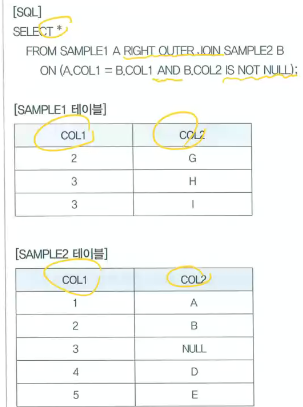 [SQL]
SELECT *
FROM SAMPLE1 A RIGHT OUTER JOIN SAMPLE2 B
ON (A.COL1 = B.COL1 AND B.COL2 IS NOT NULL);
[SAMPLE1 테이블]
COL1 COL2
2 G
3 H
3 I
[SAMPLE2 테이블]
COL1 COL2
1 A
2 B
3 NULL
4 D
5 E